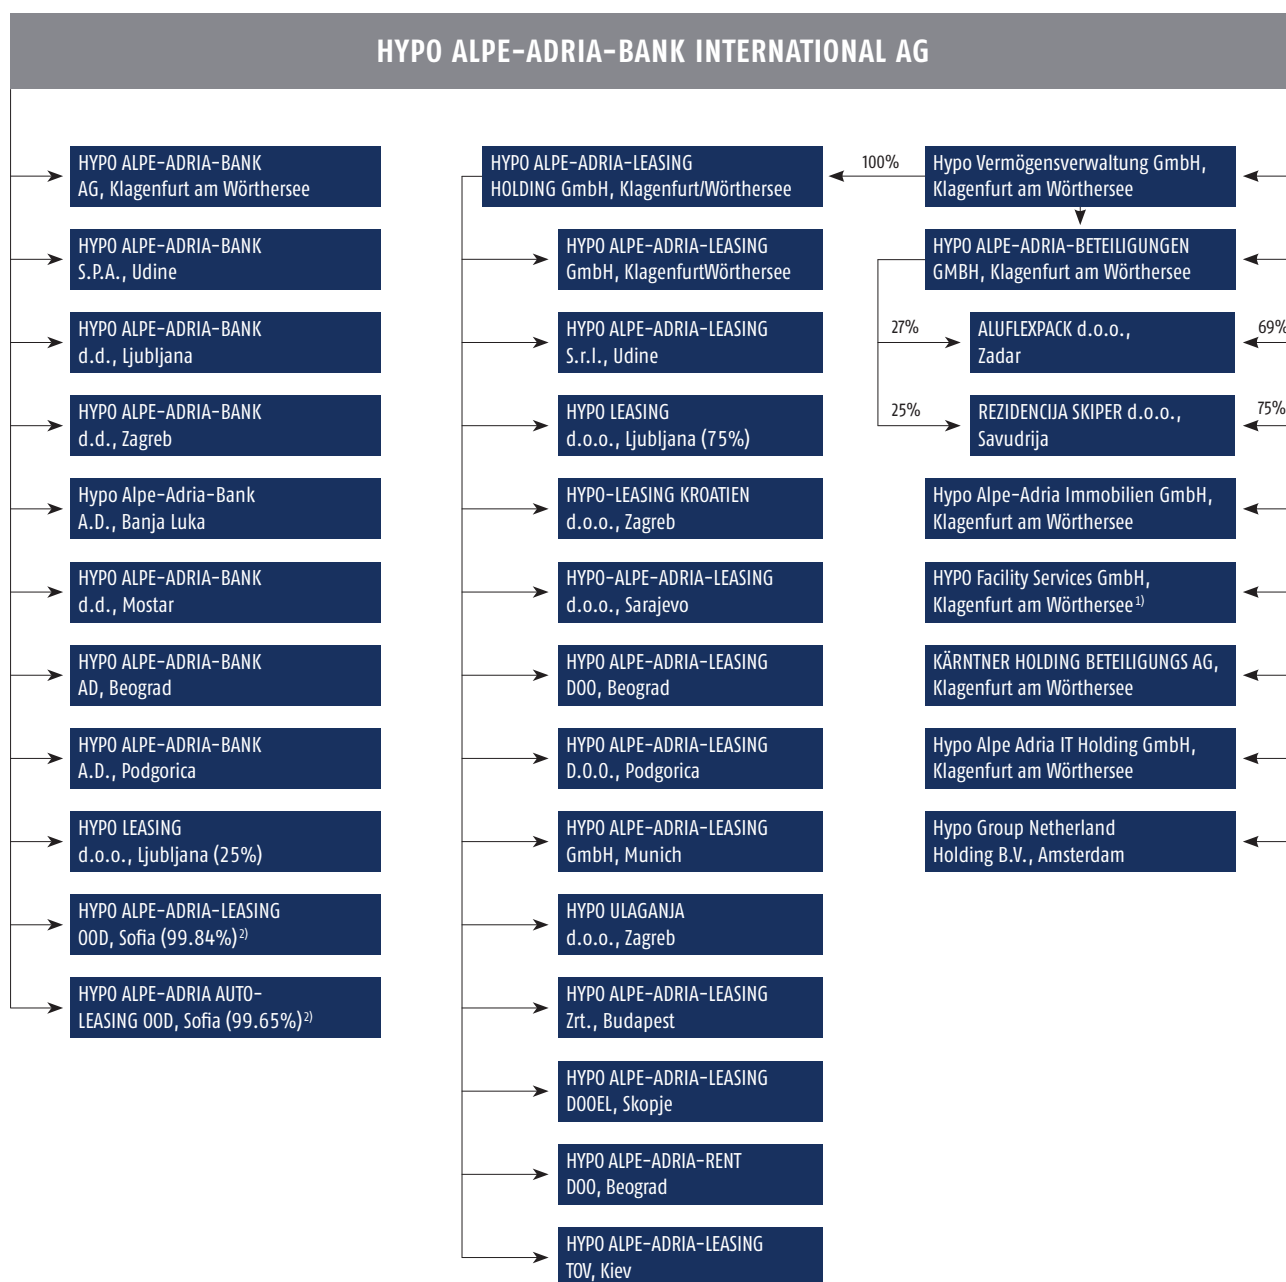 HYPO ALPE-ADRIA-BANK INTERNATIONAL AG
HYPO ALPE-ADRIA-BANK
AG, Klagenfurt am Wörthersee
HYPO ALPE-ADRIA-BANK
S.P.A., Udine
HYPO ALPE-ADRIA-BANK
d.d., Ljubljana
HYPO ALPE-ADRIA-BANK
d.d., Zagreb
Hypo Alpe-Adria-Bank
A.D., Banja Luka
HYPO ALPE-ADRIA-BANK
d.d., Mostar
HYPO ALPE-ADRIA-BANK
AD, Beograd
HYPO ALPE-ADRIA-BANK
A.D., Podgorica
HYPO LEASING
d.o.o., Ljubljana (25%)
HYPO ALPE-ADRIA-LEASING
OOD, Sofia (99.84%)2)
HYPO ALPE-ADRIA AUTO-
LEASING OOD, Sofia (99.65%)2)
HYPO ALPE-ADRIA-LEASING
HOLDING GmbH, Klagenfurt/Wörthersee
HYPO ALPE-ADRIA-LEASING
GmbH, KlagenfurtWörthersee
HYPO ALPE-ADRIA-LEASING
S.r.l., Udine
HYPO LEASING
d.o.o., Ljubljana (75%)
HYPO-LEASING KROATIEN
d.o.o., Zagreb
HYPO-ALPE-ADRIA-LEASING
d.o.o., Sarajevo
HYPO ALPE-ADRIA-LEASING
DOO, Beograd
HYPO ALPE-ADRIA-LEASING
D.O.O., Podgorica
HYPO ALPE-ADRIA-LEASING
GmbH, Munich
HYPO ULAGANJA
d.o.o., Zagreb
HYPO ALPE-ADRIA-LEASING
Zrt., Budapest
HYPO ALPE-ADRIA-LEASING
DOOEL, Skopje
HYPO ALPE-ADRIA-RENT
DOO, Beograd
HYPO ALPE-ADRIA-LEASING
TOV, Kiev
100%
Hypo Vermögensverwaltung GmbH,
Klagenfurt am Wörthersee
HYPO ALPE-ADRIA-BETEILIGUNGEN
GMBH, Klagenfurt am Wörthersee
27%
ALUFLEXPACK d.o.o.,
Zadar
69%
25%
REZIDENCIJA SKIPER d.o.o.,
Savudrija
75%
Hypo Alpe-Adria Immobilien GmbH,
Klagenfurt am Wörthersee
HYPO Facility Services GmbH,
Klagenfurt am Wörthersee1)
KÄRNTNER HOLDING BETEILIGUNGS AG,
Klagenfurt am Wörthersee
Hypo Alpe Adria IT Holding GmbH,
Klagenfurt am Wörthersee
Hypo Group Netherland
Holding B.V., Amsterdam